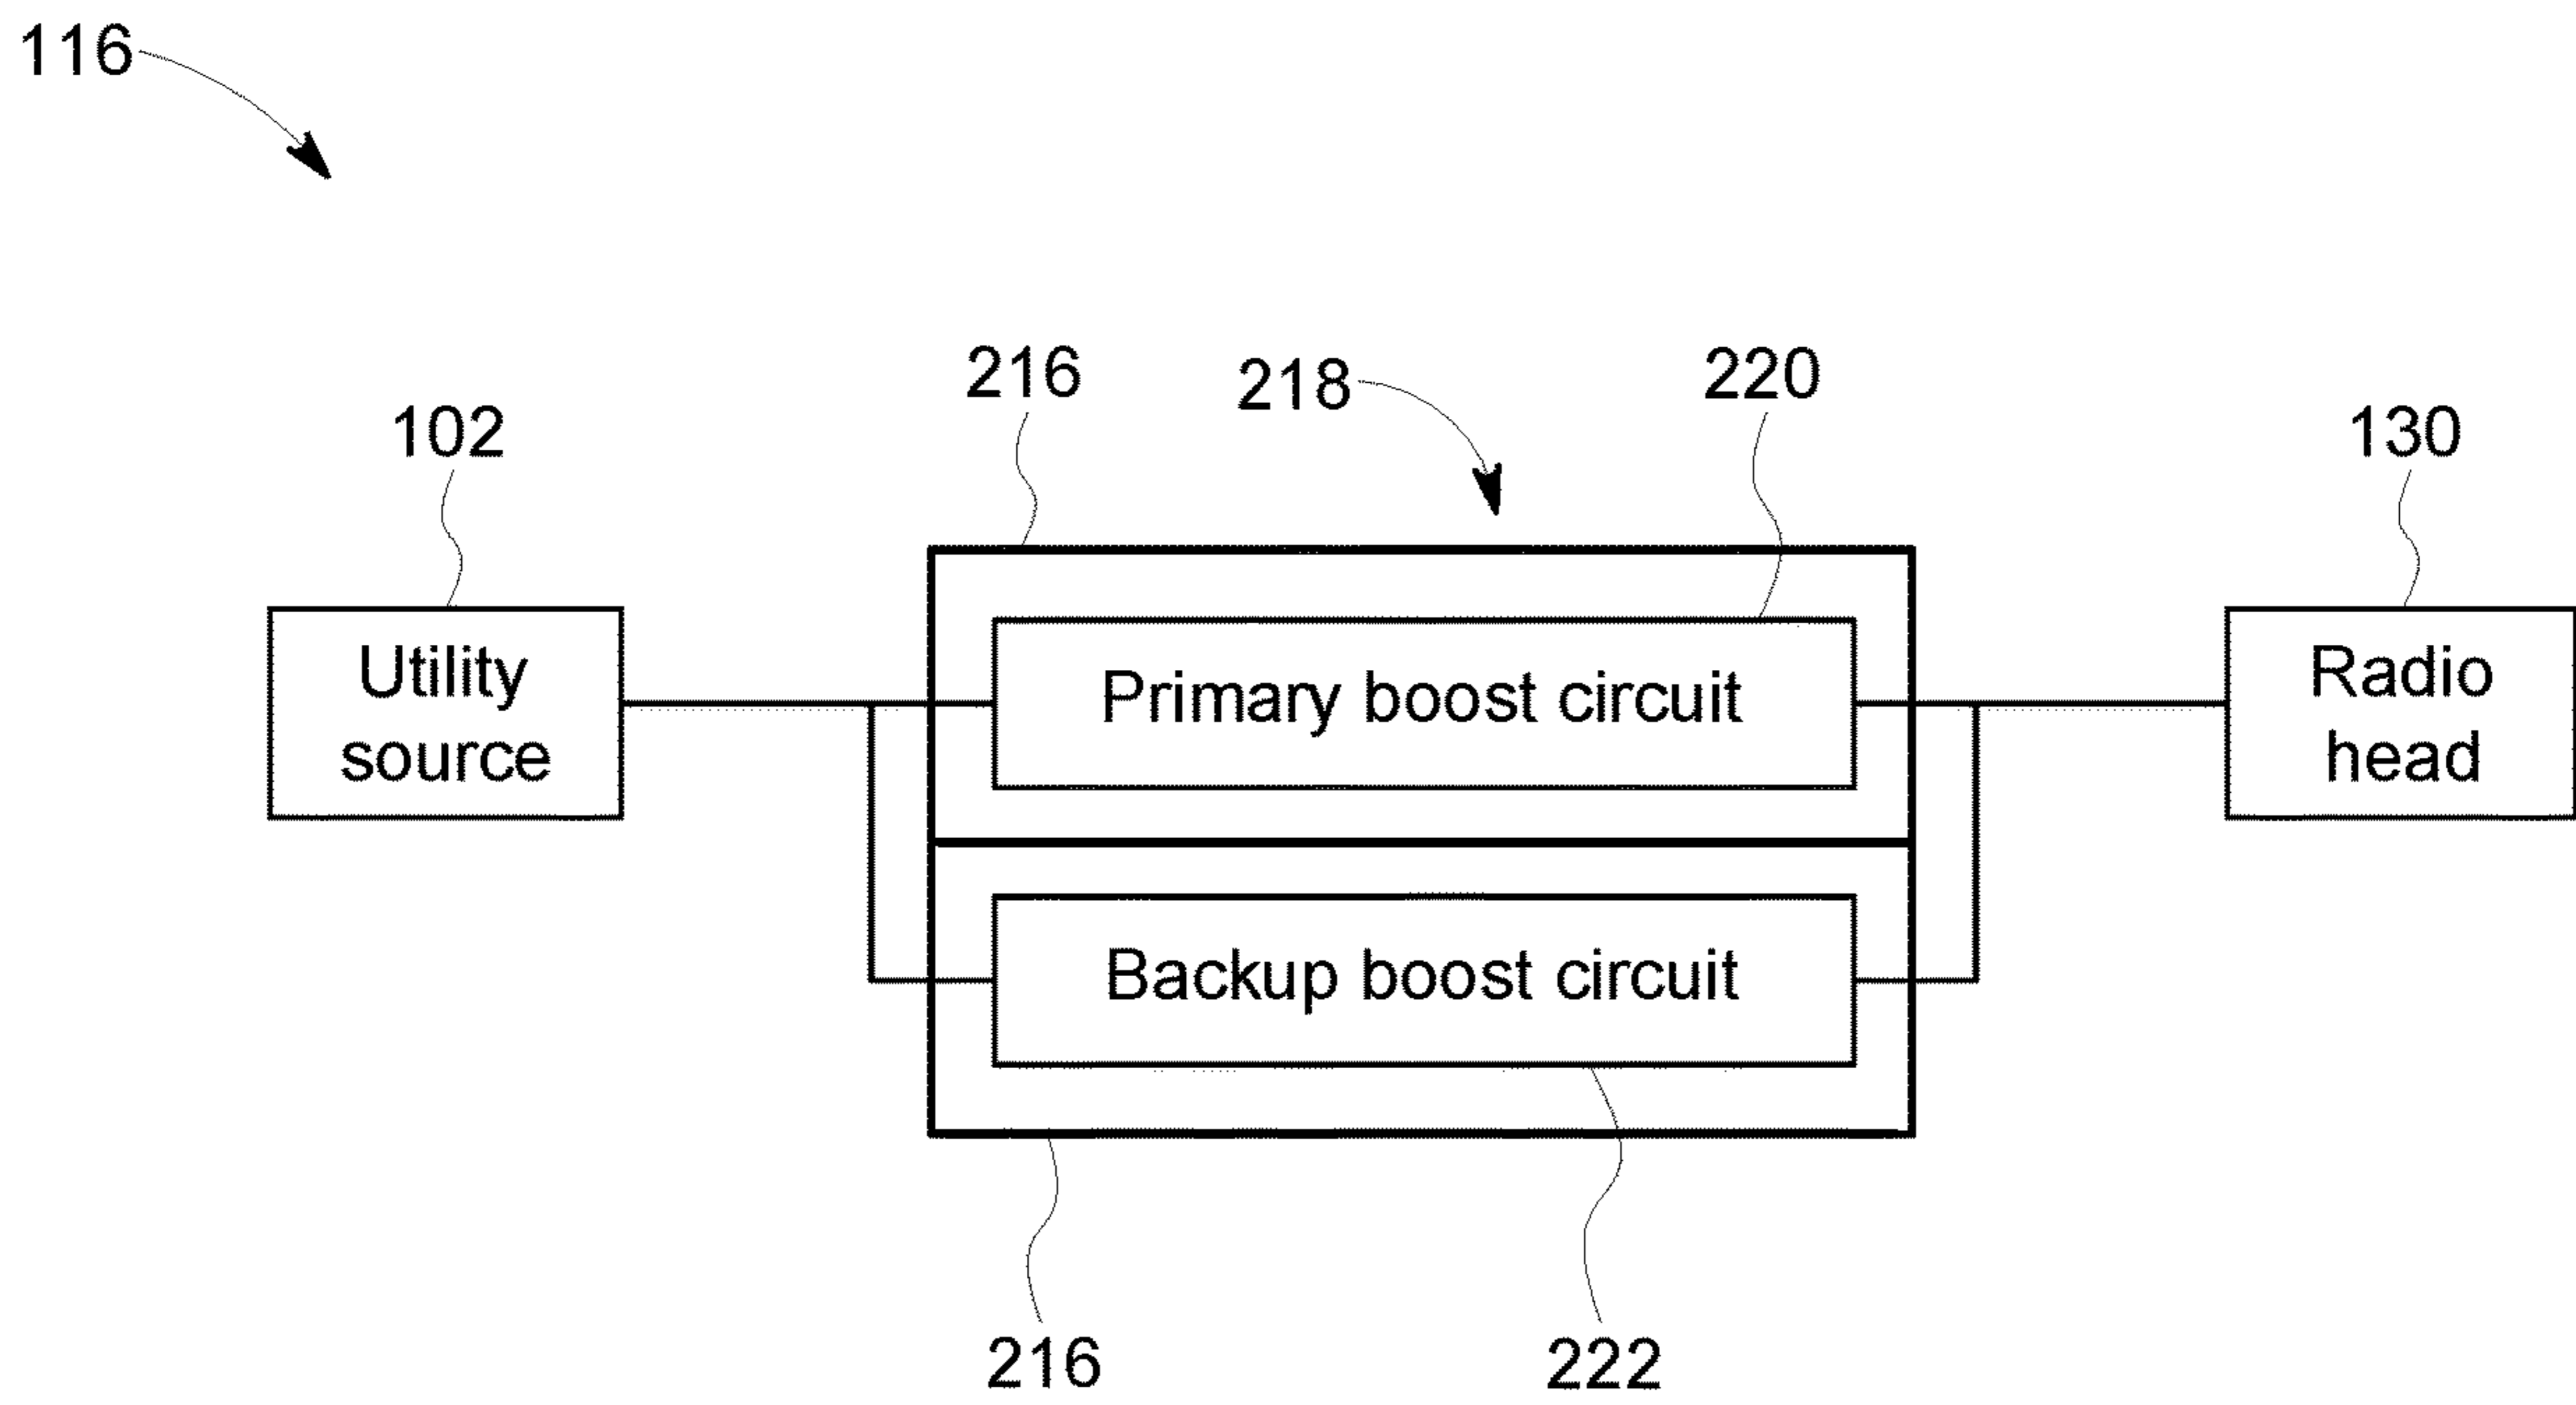 116
216
218
220
102
130
Utility
source
Primary boost circuit
Radio
head
Backup boost circuit
216
222